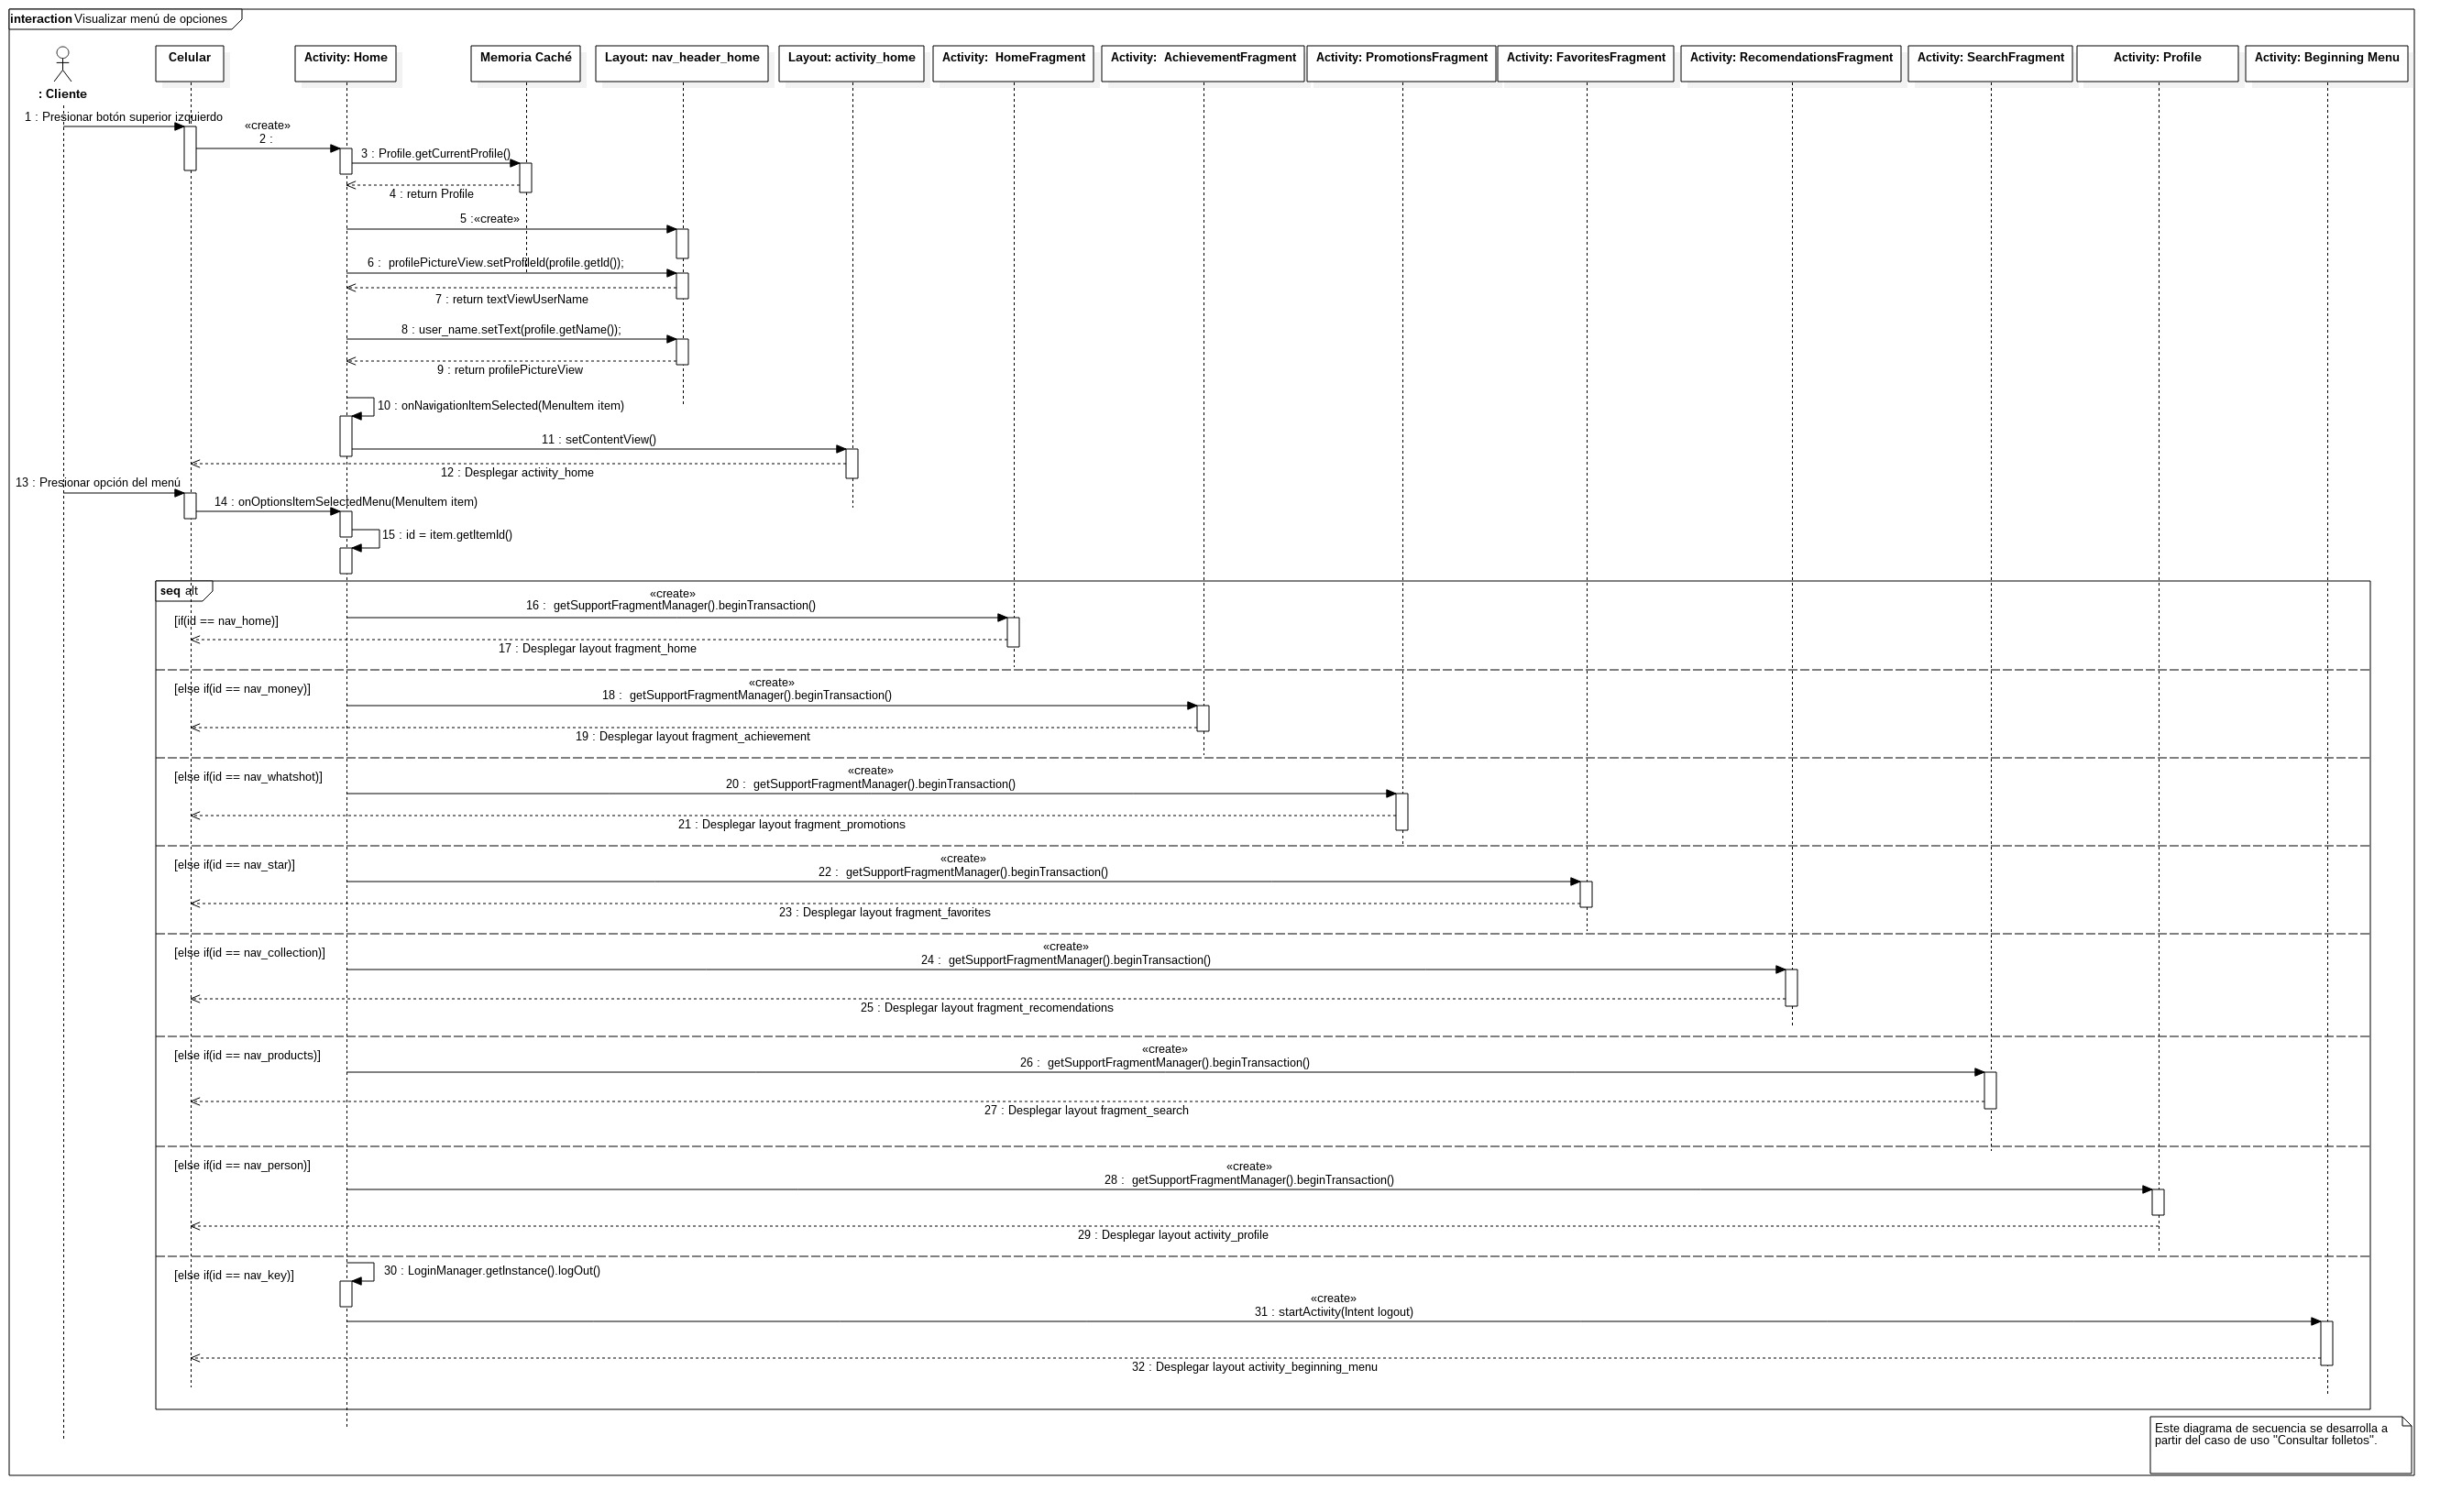 interaction Visualizar menú de opciones
: Cliente
Celular
Activity: Home
Memoria Caché
Layout: nav_header_home
Layout: activity_home
Activity:  HomeFragment
Activity:  AchievementFragment
Activity: PromotionsFragment
Activity: FavoritesFragment
Activity: RecomendationsFragment
Activity: SearchFragment
Activity: Profile
Activity: Beginning Menu
1 : Presionar botón superior izquierdo
«create»
2 :
3 : Profile.getCurrentProfile()
4 : return Profile
5 :«create»
6 :  profilePictureView.setProfileId(profile.getId());
7 : return textViewUserName
8 : user_name.setText(profile.getName());
9 : return profilePictureView
10 : onNavigationItemSelected(MenuItem item)
11 : setContentView()
12 : Desplegar activity_home
13 : Presionar opción del menú
14 : onOptionsItemSelectedMenu(MenuItem item)
15 : id = item.getItemId()
seq alt
«create»
16 :  getSupportFragmentManager().beginTransaction()
[if(id == nav_home)]
17 : Desplegar layout fragment_home
[else if(id == nav_money)]
«create»
18 :  getSupportFragmentManager().beginTransaction()
19 : Desplegar layout fragment_achievement
[else if(id == nav_whatshot)]
«create»
20 :  getSupportFragmentManager().beginTransaction()
21 : Desplegar layout fragment_promotions
[else if(id == nav_star)]
«create»
22 :  getSupportFragmentManager().beginTransaction()
23 : Desplegar layout fragment_favorites
[else if(id == nav_collection)]
«create»
24 :  getSupportFragmentManager().beginTransaction()
25 : Desplegar layout fragment_recomendations
[else if(id == nav_products)]
«create»
26 :  getSupportFragmentManager().beginTransaction()
27 : Desplegar layout fragment_search
[else if(id == nav_person)]
«create»
28 :  getSupportFragmentManager().beginTransaction()
29 : Desplegar layout activity_profile
[else if(id == nav_key)]
30 : LoginManager.getInstance().logOut()
«create»
31 : startActivity(Intent logout)
32 : Desplegar layout activity_beginning_menu
Este diagrama de secuencia se desarrolla a
partir del caso de uso "Consultar folletos".